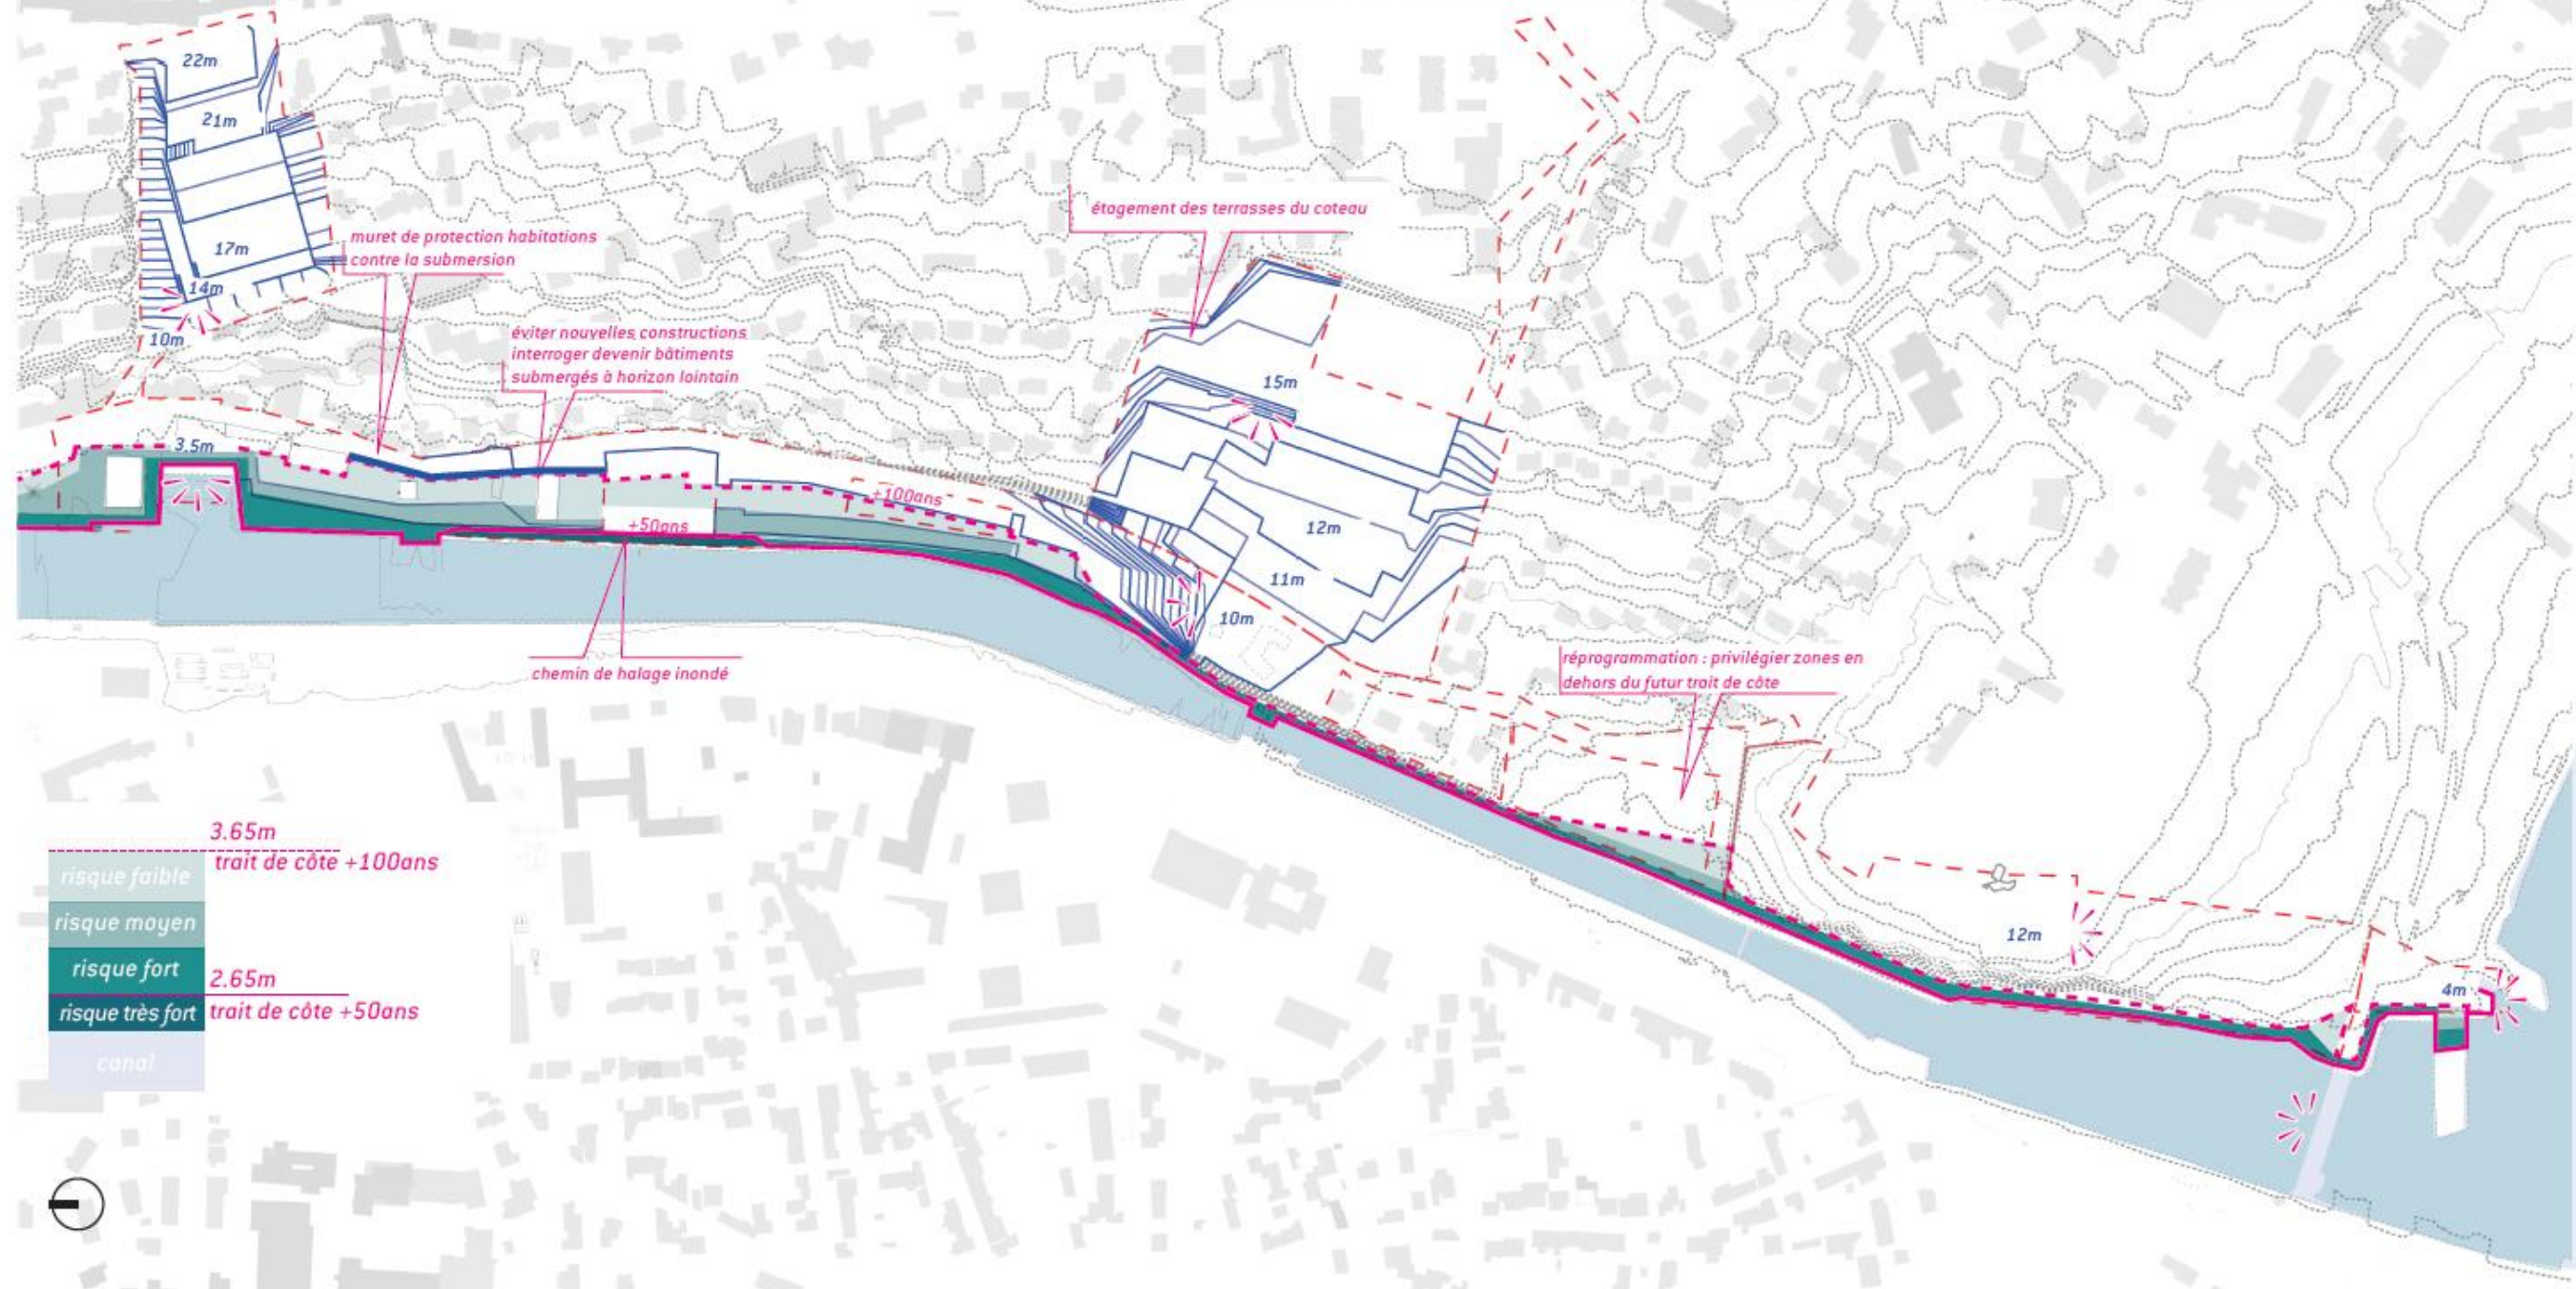 22m
21m
17m
14m
10m
muret de protection habitations
contre la submersion
éviter nouvelles constructions
interroger devenir bâtiments
submergés à horizon lointain
étagement des terrasses du coteau
15m
12m
11m
10m
3.5m
+100ans
+50ans
chemin de halage inondé
réprogrammation : privilégier zones en
dehors du futur trait de côte
12m
4m
3.65m
trait de côte +100ans
risque faible
risque moyen
risque fort
2.65m
risque très fort
trait de côte +50ans
canal